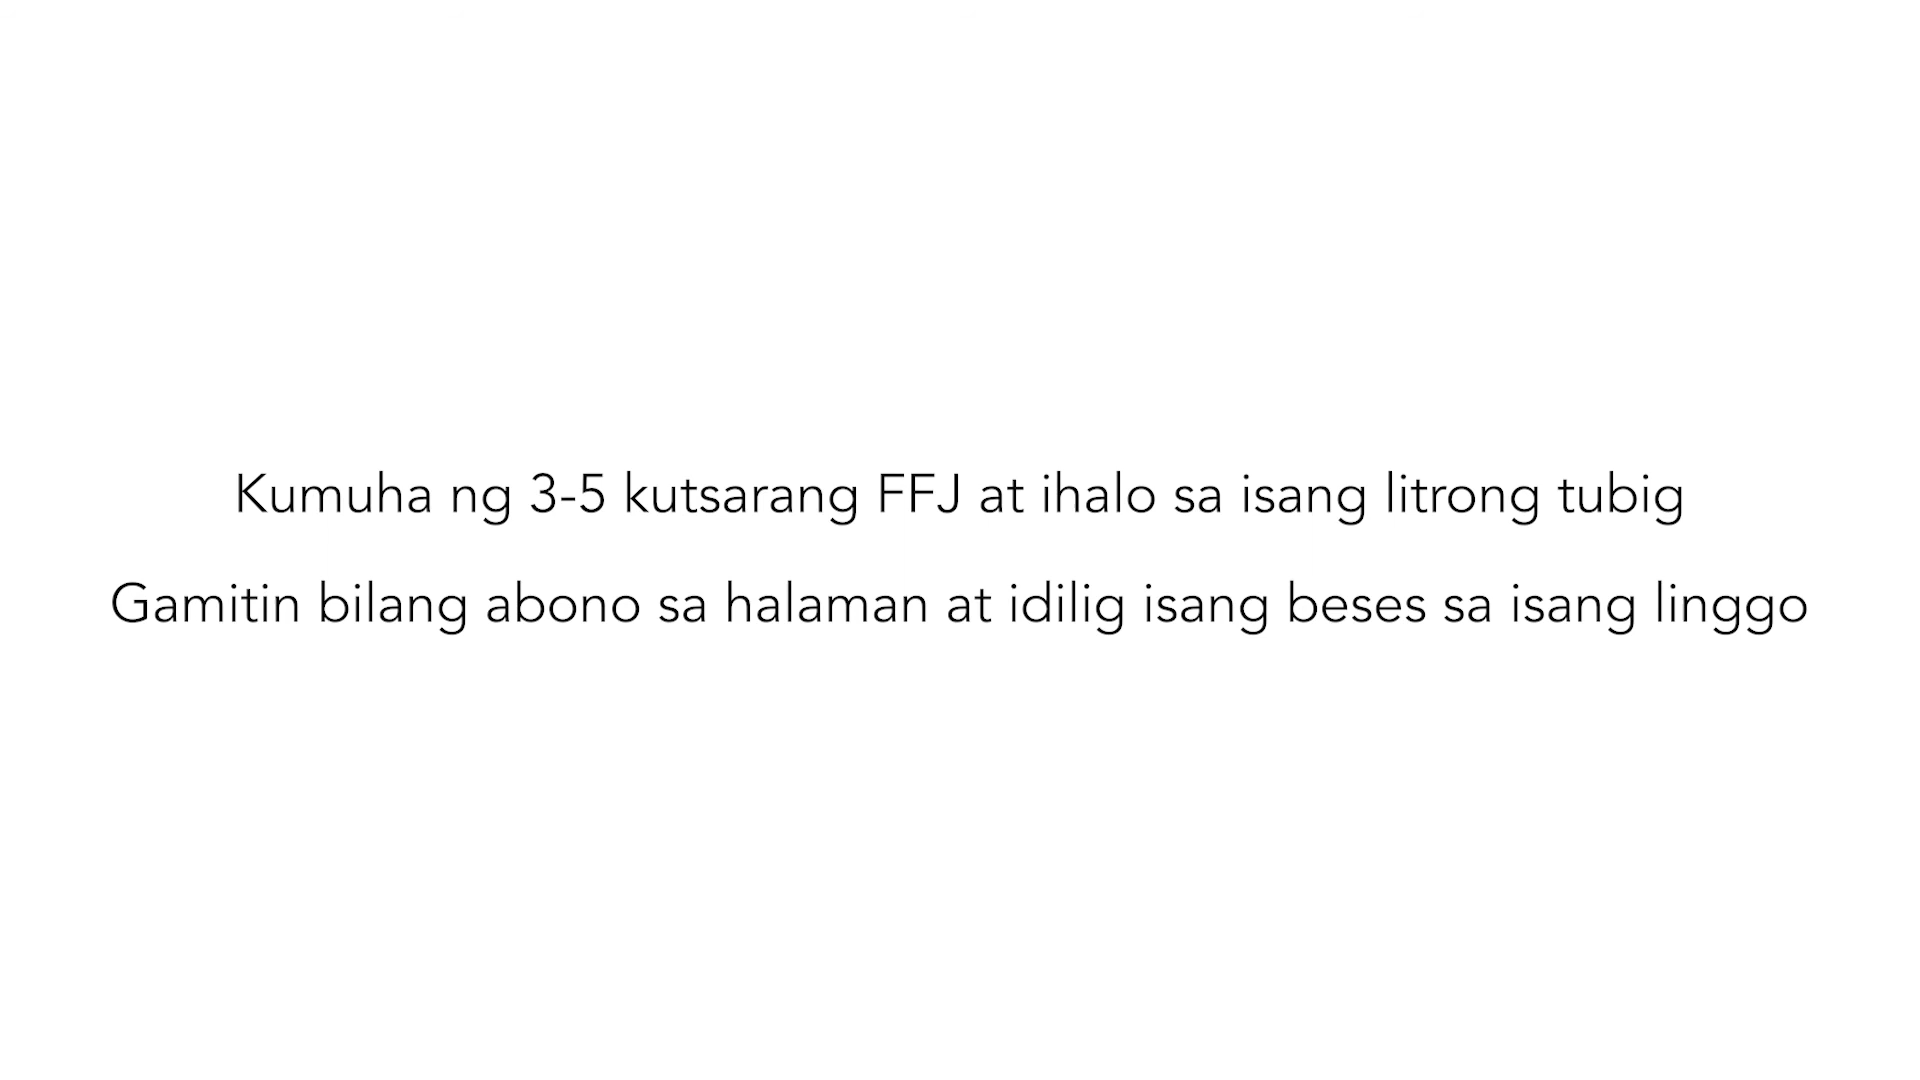 Kumuha ng 3-5 kutsarang FFJ at ihalo sa isang litrong tubig
Gamitin bilang abono sa halaman at idilig isang beses sa isang linggo